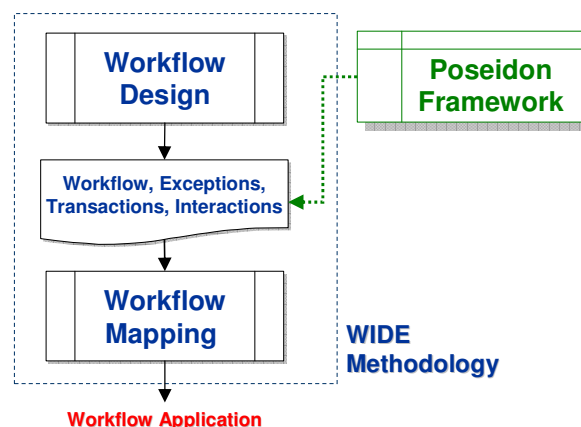 Workflow
Design
Poseidon
Framework
Workflow, Exceptions,
Transactions, Interactions
Workflow
Mapping
WIDE
Methodology
Workflow Application